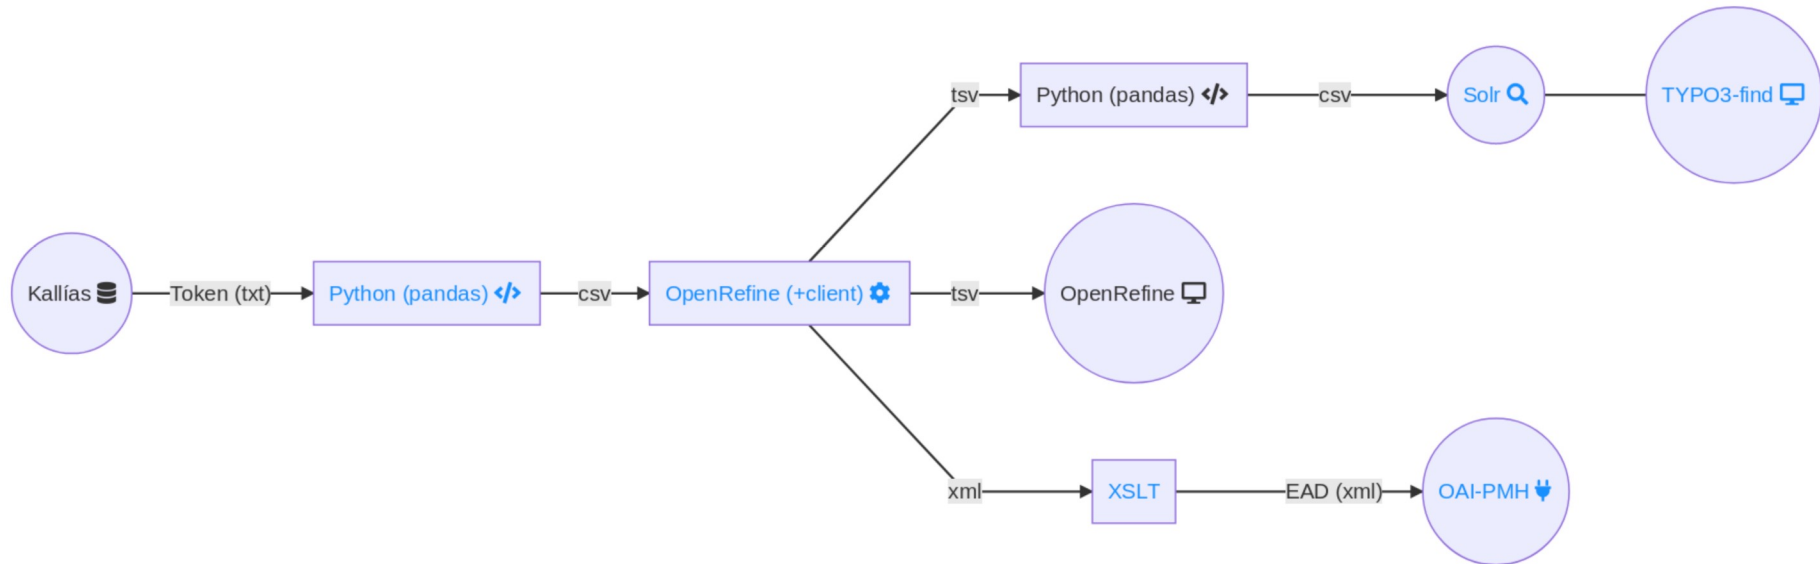 tsv
Python (pandas)
csv
Solr
TYPO3-find
Kallías
Token (txt)
Python (pandas)
csv
OpenRefine (+client)
tsv
OpenRefine
xml
XSLT
EAD (xml)
OAI-PMH